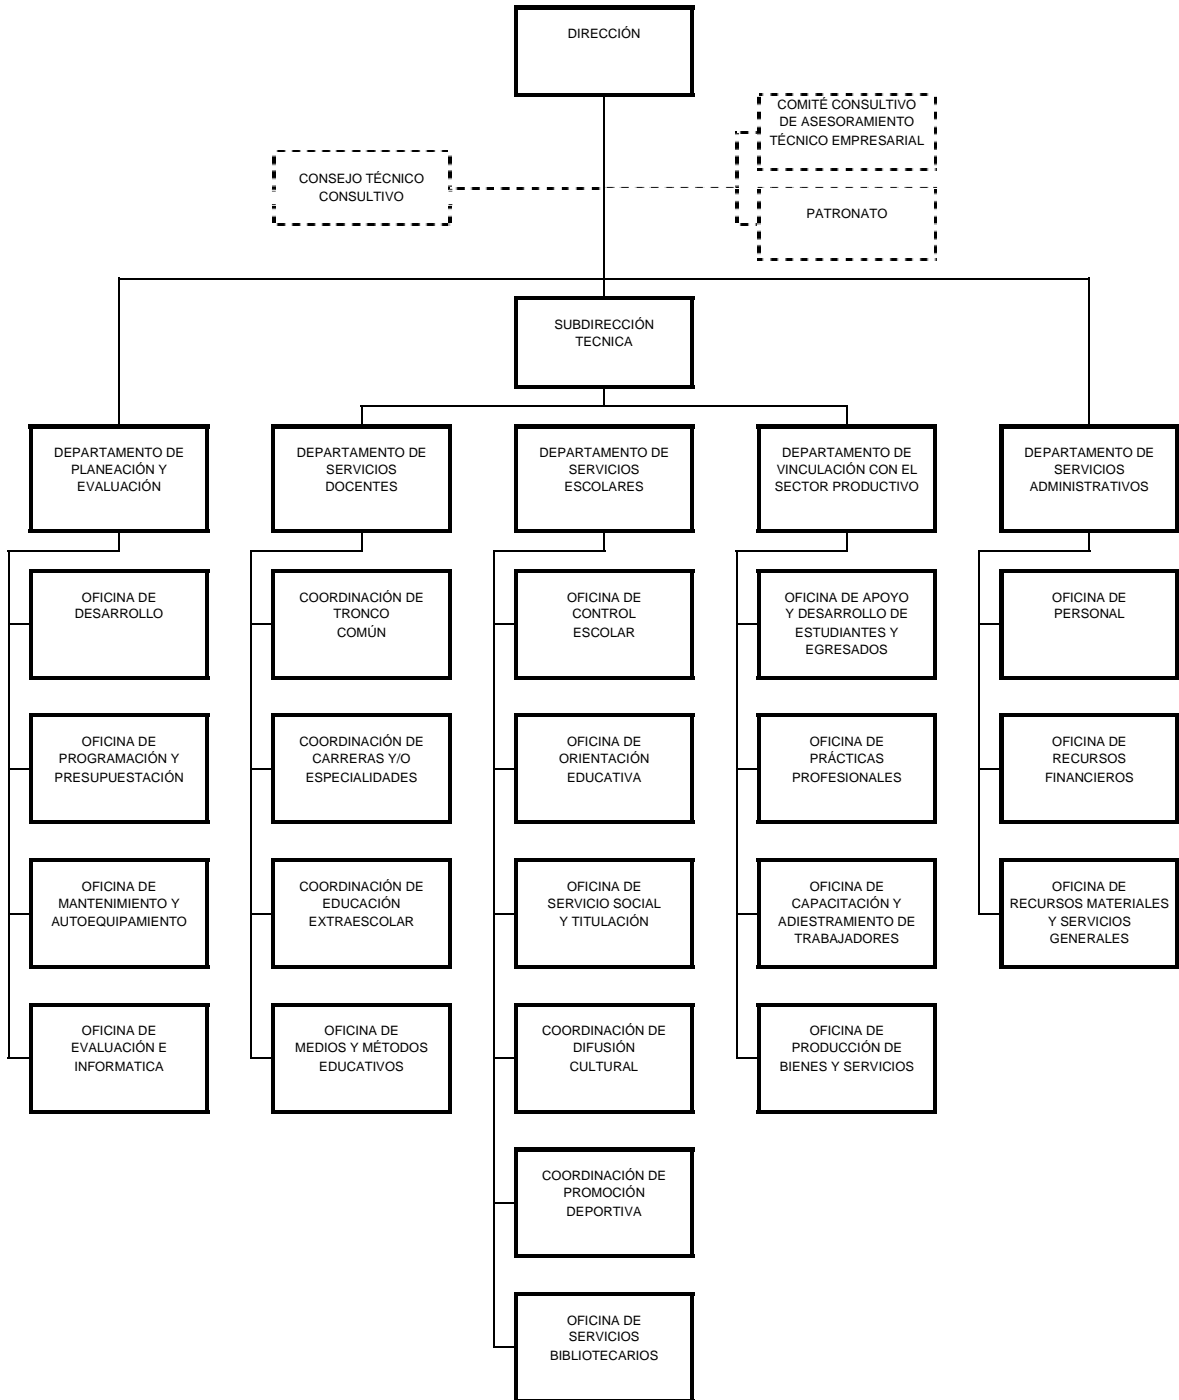 DIRECCIÓN
COMITÉ CONSULTIVO
DE ASESORAMIENTO
TÉCNICO EMPRESARIAL
CONSEJO TÉCNICO
CONSULTIVO
PATRONATO
SUBDIRECCIÓN
TECNICA
DEPARTAMENTO DE
PLANEACIÓN Y
EVALUACIÓN
DEPARTAMENTO DE
SERVICIOS
DOCENTES
DEPARTAMENTO DE
SERVICIOS
ESCOLARES
DEPARTAMENTO DE
VINCULACIÓN CON EL
SECTOR PRODUCTIVO
DEPARTAMENTO DE
SERVICIOS
ADMINISTRATIVOS
OFICINA DE
DESARROLLO
COORDINACIÓN DE
TRONCO
COMÚN
OFICINA DE
CONTROL
ESCOLAR
OFICINA DE APOYO
Y DESARROLLO DE
ESTUDIANTES Y
EGRESADOS
OFICINA DE
PERSONAL
OFICINA DE
PROGRAMACIÓN Y
PRESUPUESTACIÓN
COORDINACIÓN DE
CARRERAS Y/O
ESPECIALIDADES
OFICINA DE
ORIENTACIÓN
EDUCATIVA
OFICINA DE
PRÁCTICAS
PROFESIONALES
OFICINA DE
RECURSOS
FINANCIEROS
OFICINA DE
MANTENIMIENTO Y
AUTOEQUIPAMIENTO
COORDINACIÓN DE
EDUCACIÓN
EXTRAESCOLAR
OFICINA DE
SERVICIO SOCIAL
Y TITULACIÓN
OFICINA DE
CAPACITACIÓN Y
ADIESTRAMIENTO DE
TRABAJADORES
OFICINA DE
RECURSOS MATERIALES
Y SERVICIOS
GENERALES
OFICINA DE
EVALUACIÓN E
INFORMATICA
OFICINA DE
MEDIOS Y MÉTODOS
EDUCATIVOS
COORDINACIÓN DE
DIFUSIÓN
CULTURAL
OFICINA DE
PRODUCCIÓN DE
BIENES Y SERVICIOS
COORDINACIÓN DE
PROMOCIÓN
DEPORTIVA
OFICINA DE
SERVICIOS
BIBLIOTECARIOS